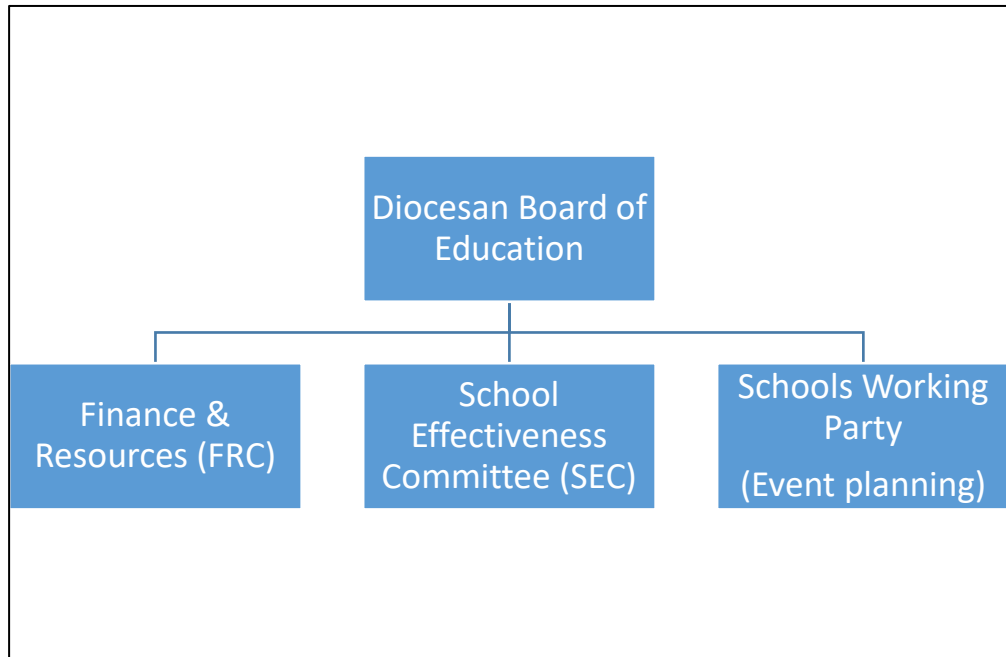 Diocesan Board of
Education
Finance &
Resources (FRC)
School
Effectiveness
Committee (SEC)
Schools Working
Party
(Event planning)